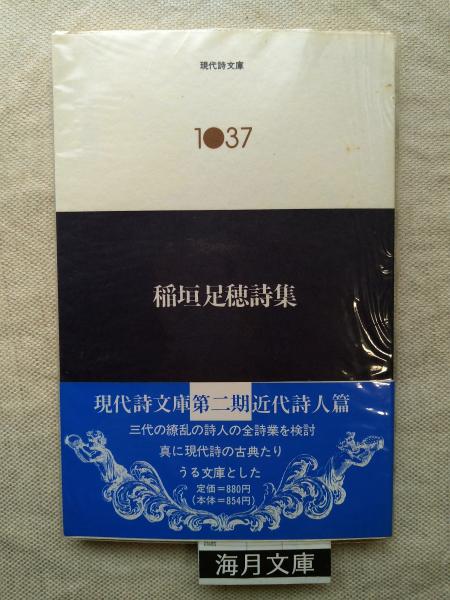 現代詩文庫
1●37
稲垣足穂詩集
現代詩文庫第二期近代詩人篇
三代の繚乱の詩人の全詩業を検討
真に現代詩の古典たり
うる文庫とした
定価=880円
(本体=854円)
海月文庫